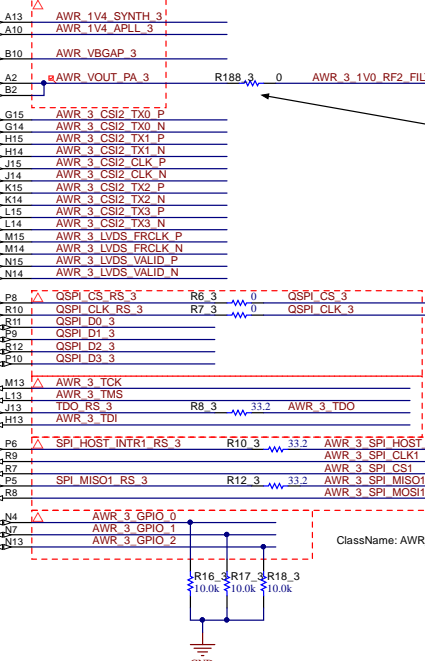 A13 AWR_1V4_SYNTH_3
A10 AWR_1V4_APLL_3
B10 AWR_VBGAP_3
A2 AWR_VOUT_PA_3 R188_3 0 AWR_3_1V0_RF2_FIL
B2
G15 AWR_3_CSI2_TX0_P
G14 AWR_3_CSI2_TX0_N
H15 AWR_3_CSI2_TX1_P
H14 AWR_3_CSI2_TX1_N
J15 AWR_3_CSI2_CLK_P
J14 AWR_3_CSI2_CLK_N
K15 AWR_3_CSI2_TX2_P
K14 AWR_3_CSI2_TX2_N
L15 AWR_3_CSI2_TX3_P
L14 AWR_3_CSI2_TX3_N
M15 AWR_3_LVDS_FRCLK_P
M14 AWR_3_LVDS_FRCLK_N
N15 AWR_3_LVDS_VALID_P
N14 AWR_3_LVDS_VALID_N
P8 QSPI_CS_RS_3 R6_3 0 QSPI_CS_3
R10 QSPI_CLK_RS_3 R7_3 0 QSPI_CLK_3
R11 QSPI_D0_3
P9 QSPI_D1_3
R12 QSPI_D2_3
P10 QSPI_D3_3
M13 AWR_3_TCK
L13 AWR_3_TMS
J13 TDO_RS_3 R8_3 33.2 AWR_3_TDO
H13 AWR_3_TDI
P6 SPI_HOST_INTR1_RS_3 R10_3 33.2 AWR_3_SPI_HOST_
R9 AWR_3_SPI_CLK1
R7 AWR_3_SPI_CS1
P5 SPI_MISO1_RS_3 R12_3 33.2 AWR_3_SPI_MISO1
R8 AWR_3_SPI_MOSI1
N4 AWR_3_GPIO_0
N7 AWR_3_GPIO_1
N13 AWR_3_GPIO_2
ClassName: AWR
R16_3 R17_3 R18_3
10.0k 10.0k 10.0k